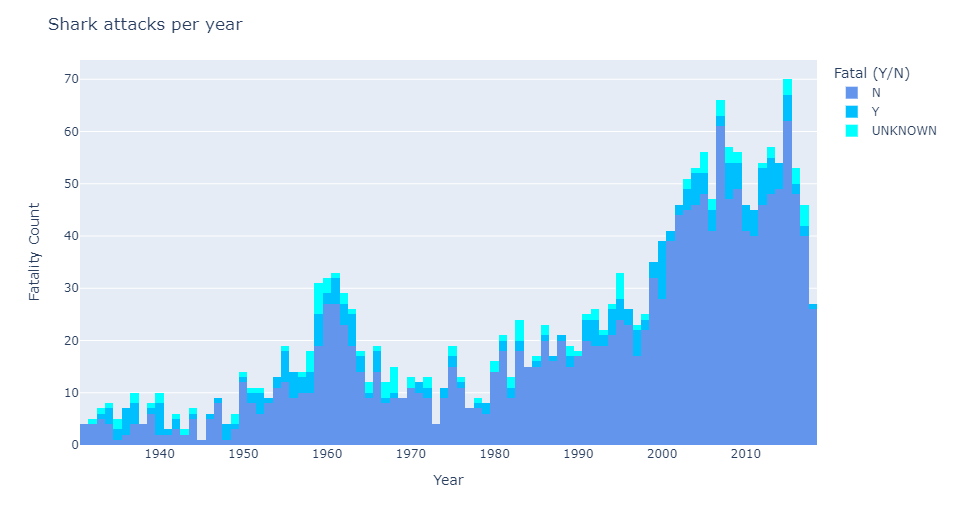 Shark attacks per year
Fatal (Y/N)
N
Y
UNKNOWN
Fatality Count
70
60
50
40
30
20
10
0
1940 1950 1960 1970 1980 1990 2000 2010
Year